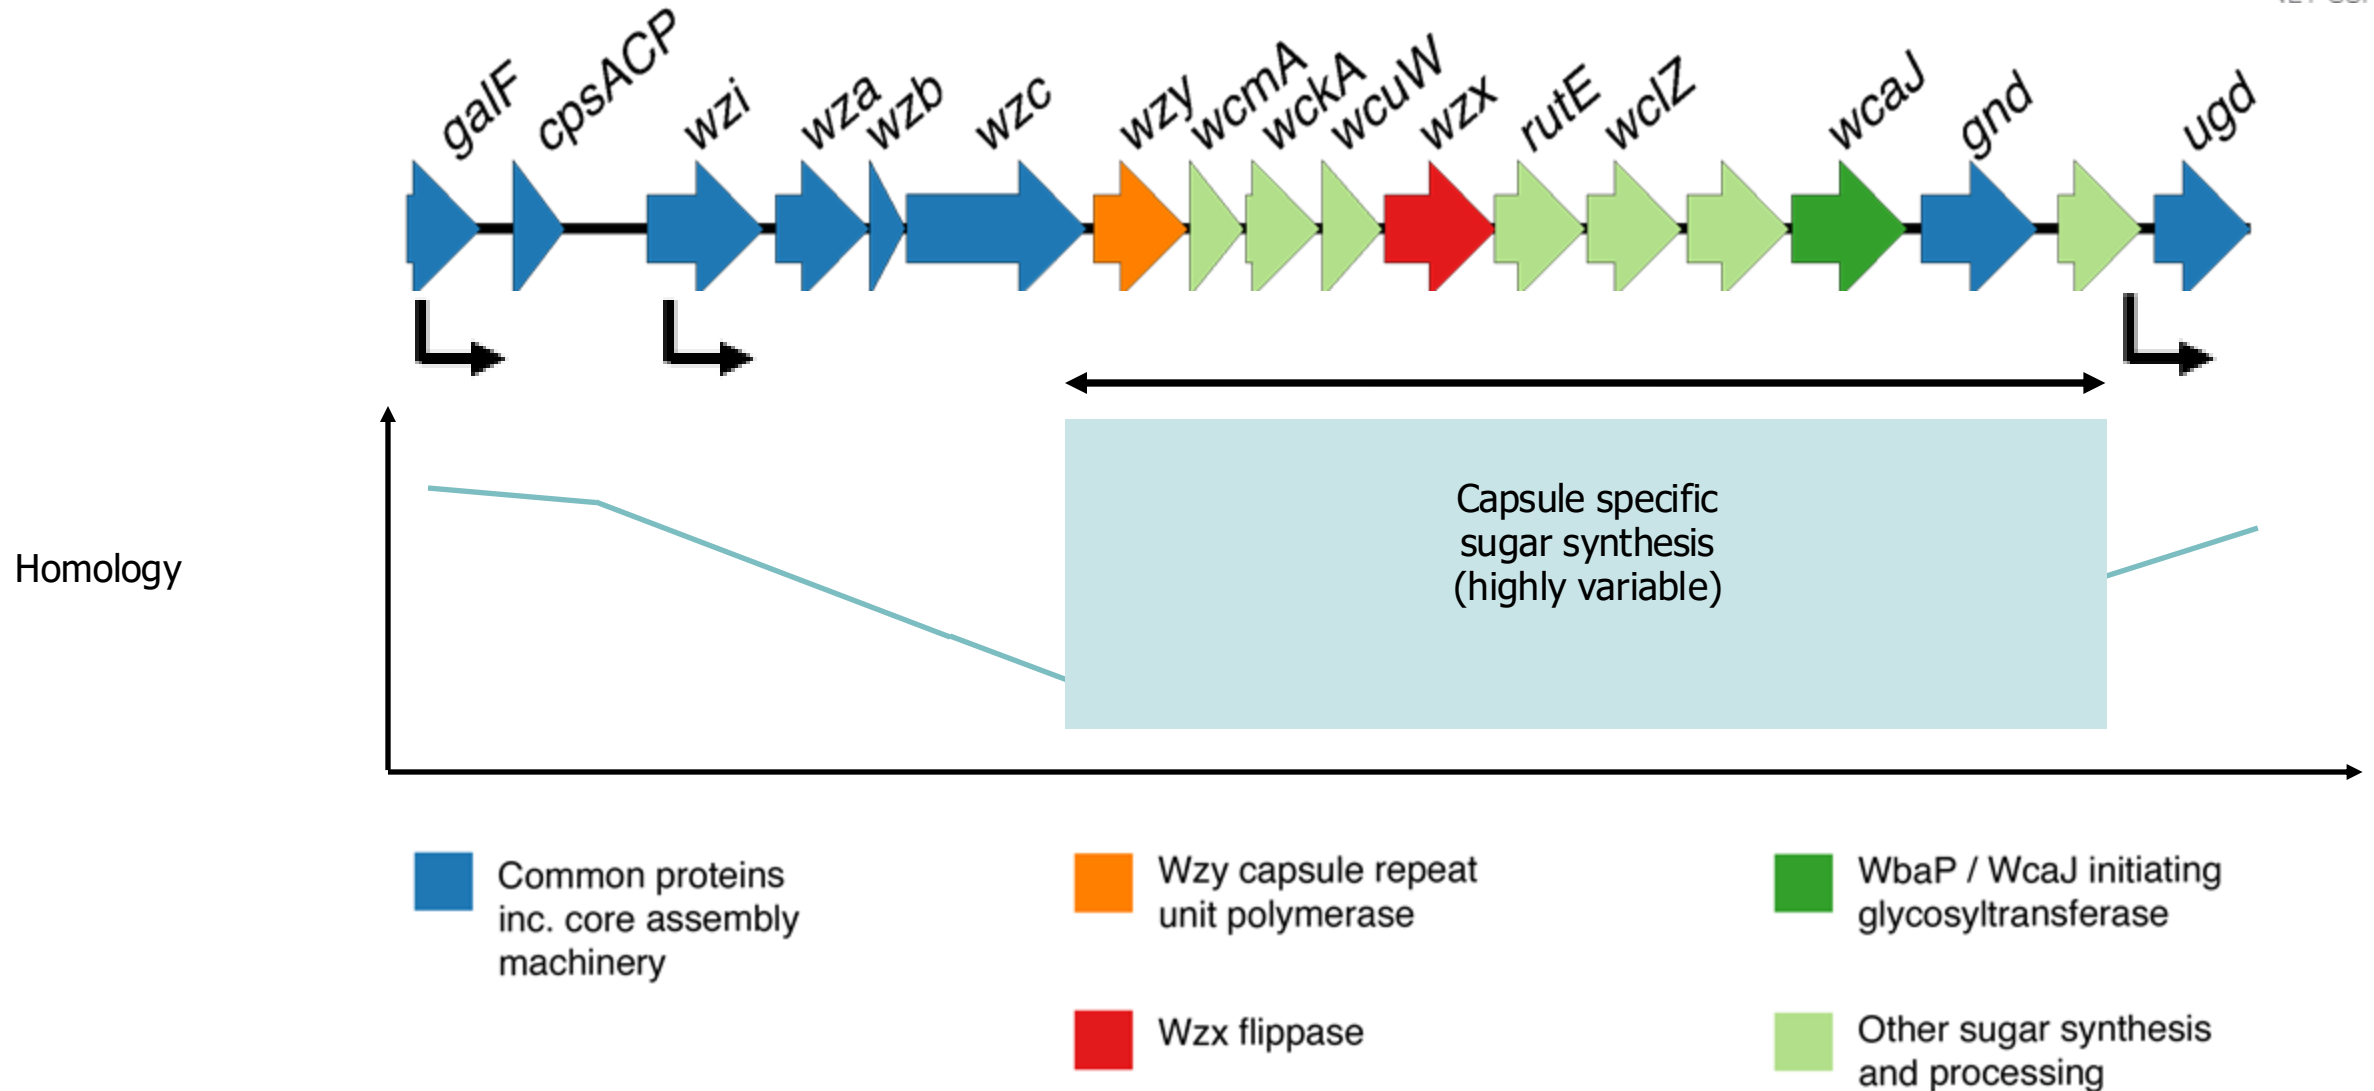 galF
cpsACP
wzi
wza
wzb
wzc
wzy
wcmA
wckA
wcuW
wzx
rutE
wclZ
wcaJ
gnd
ugd
Homology
Capsule specific
sugar synthesis
(highly variable)
Common proteins
inc. core assembly
machinery
Wzy capsule repeat
unit polymerase
WbaP / WcaJ initiating
glycosyltransferase
Wzx flippase
Other sugar synthesis
and processing